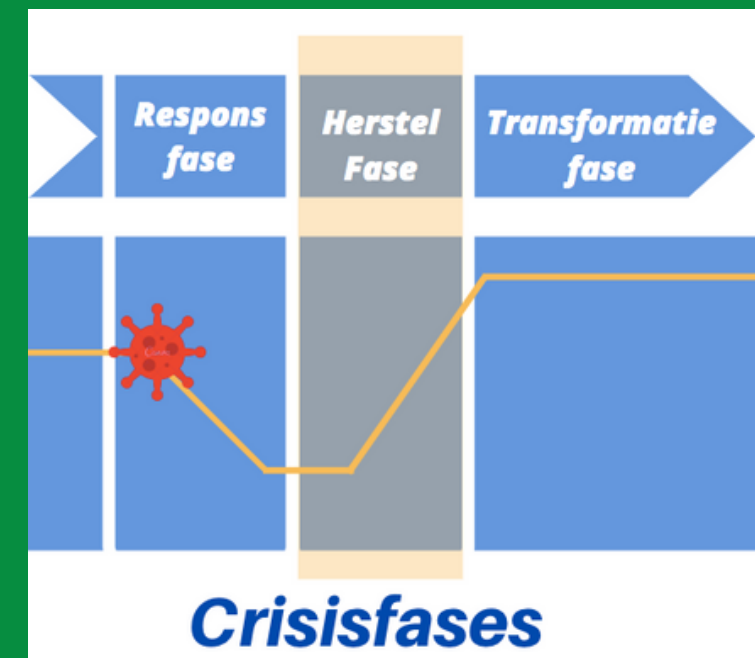 Respons
fase
Herstel
Fase
Transformatie
fase
Crisisfases